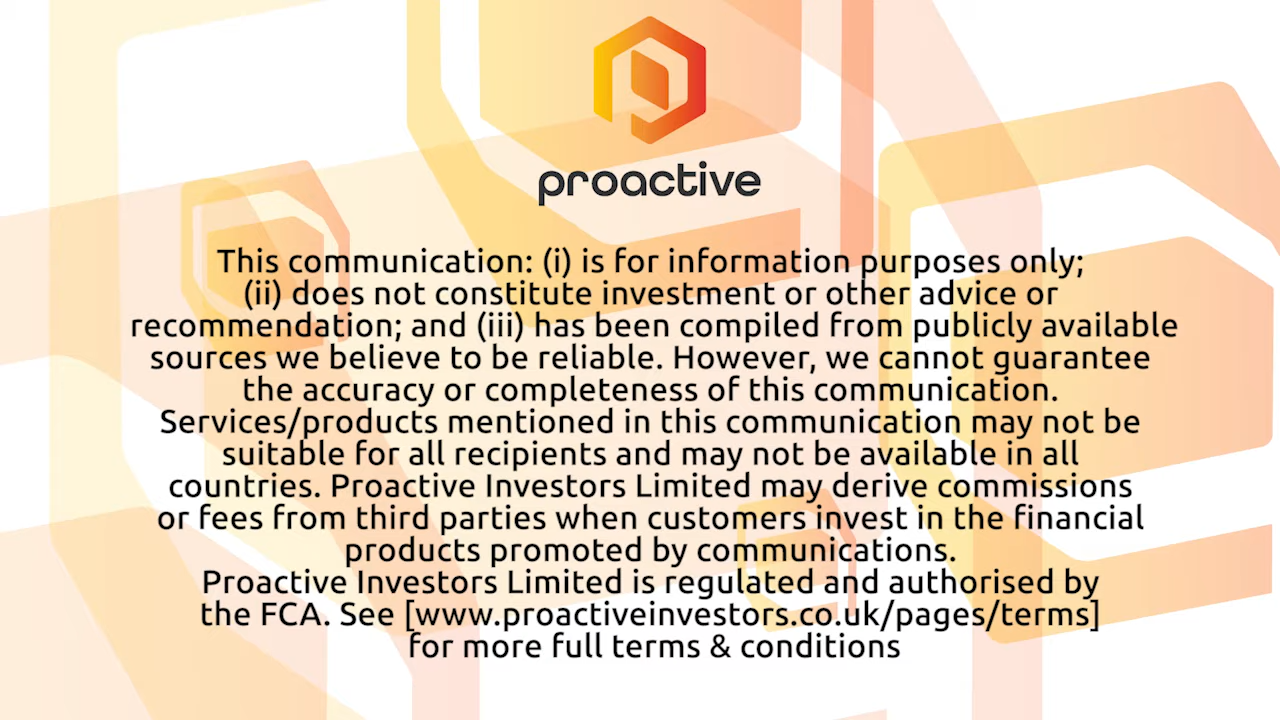 proactive
This communication: (i) is for information purposes only;
(ii) does not constitute investment or other advice or
recommendation; and (iii) has been compiled from publicly available
sources we believe to be reliable. However, we cannot guarantee
the accuracy or completeness of this communication.
Services/products mentioned in this communication may not be
suitable for all recipients and may not be available in all
countries. Proactive Investors Limited may derive commissions
or fees from third parties when customers invest in the financial
products promoted by communications.
Proactive Investors Limited is regulated and authorised by
the FCA. See [www.proactiveinvestors.co.uk/pages/terms]
for more full terms & conditions